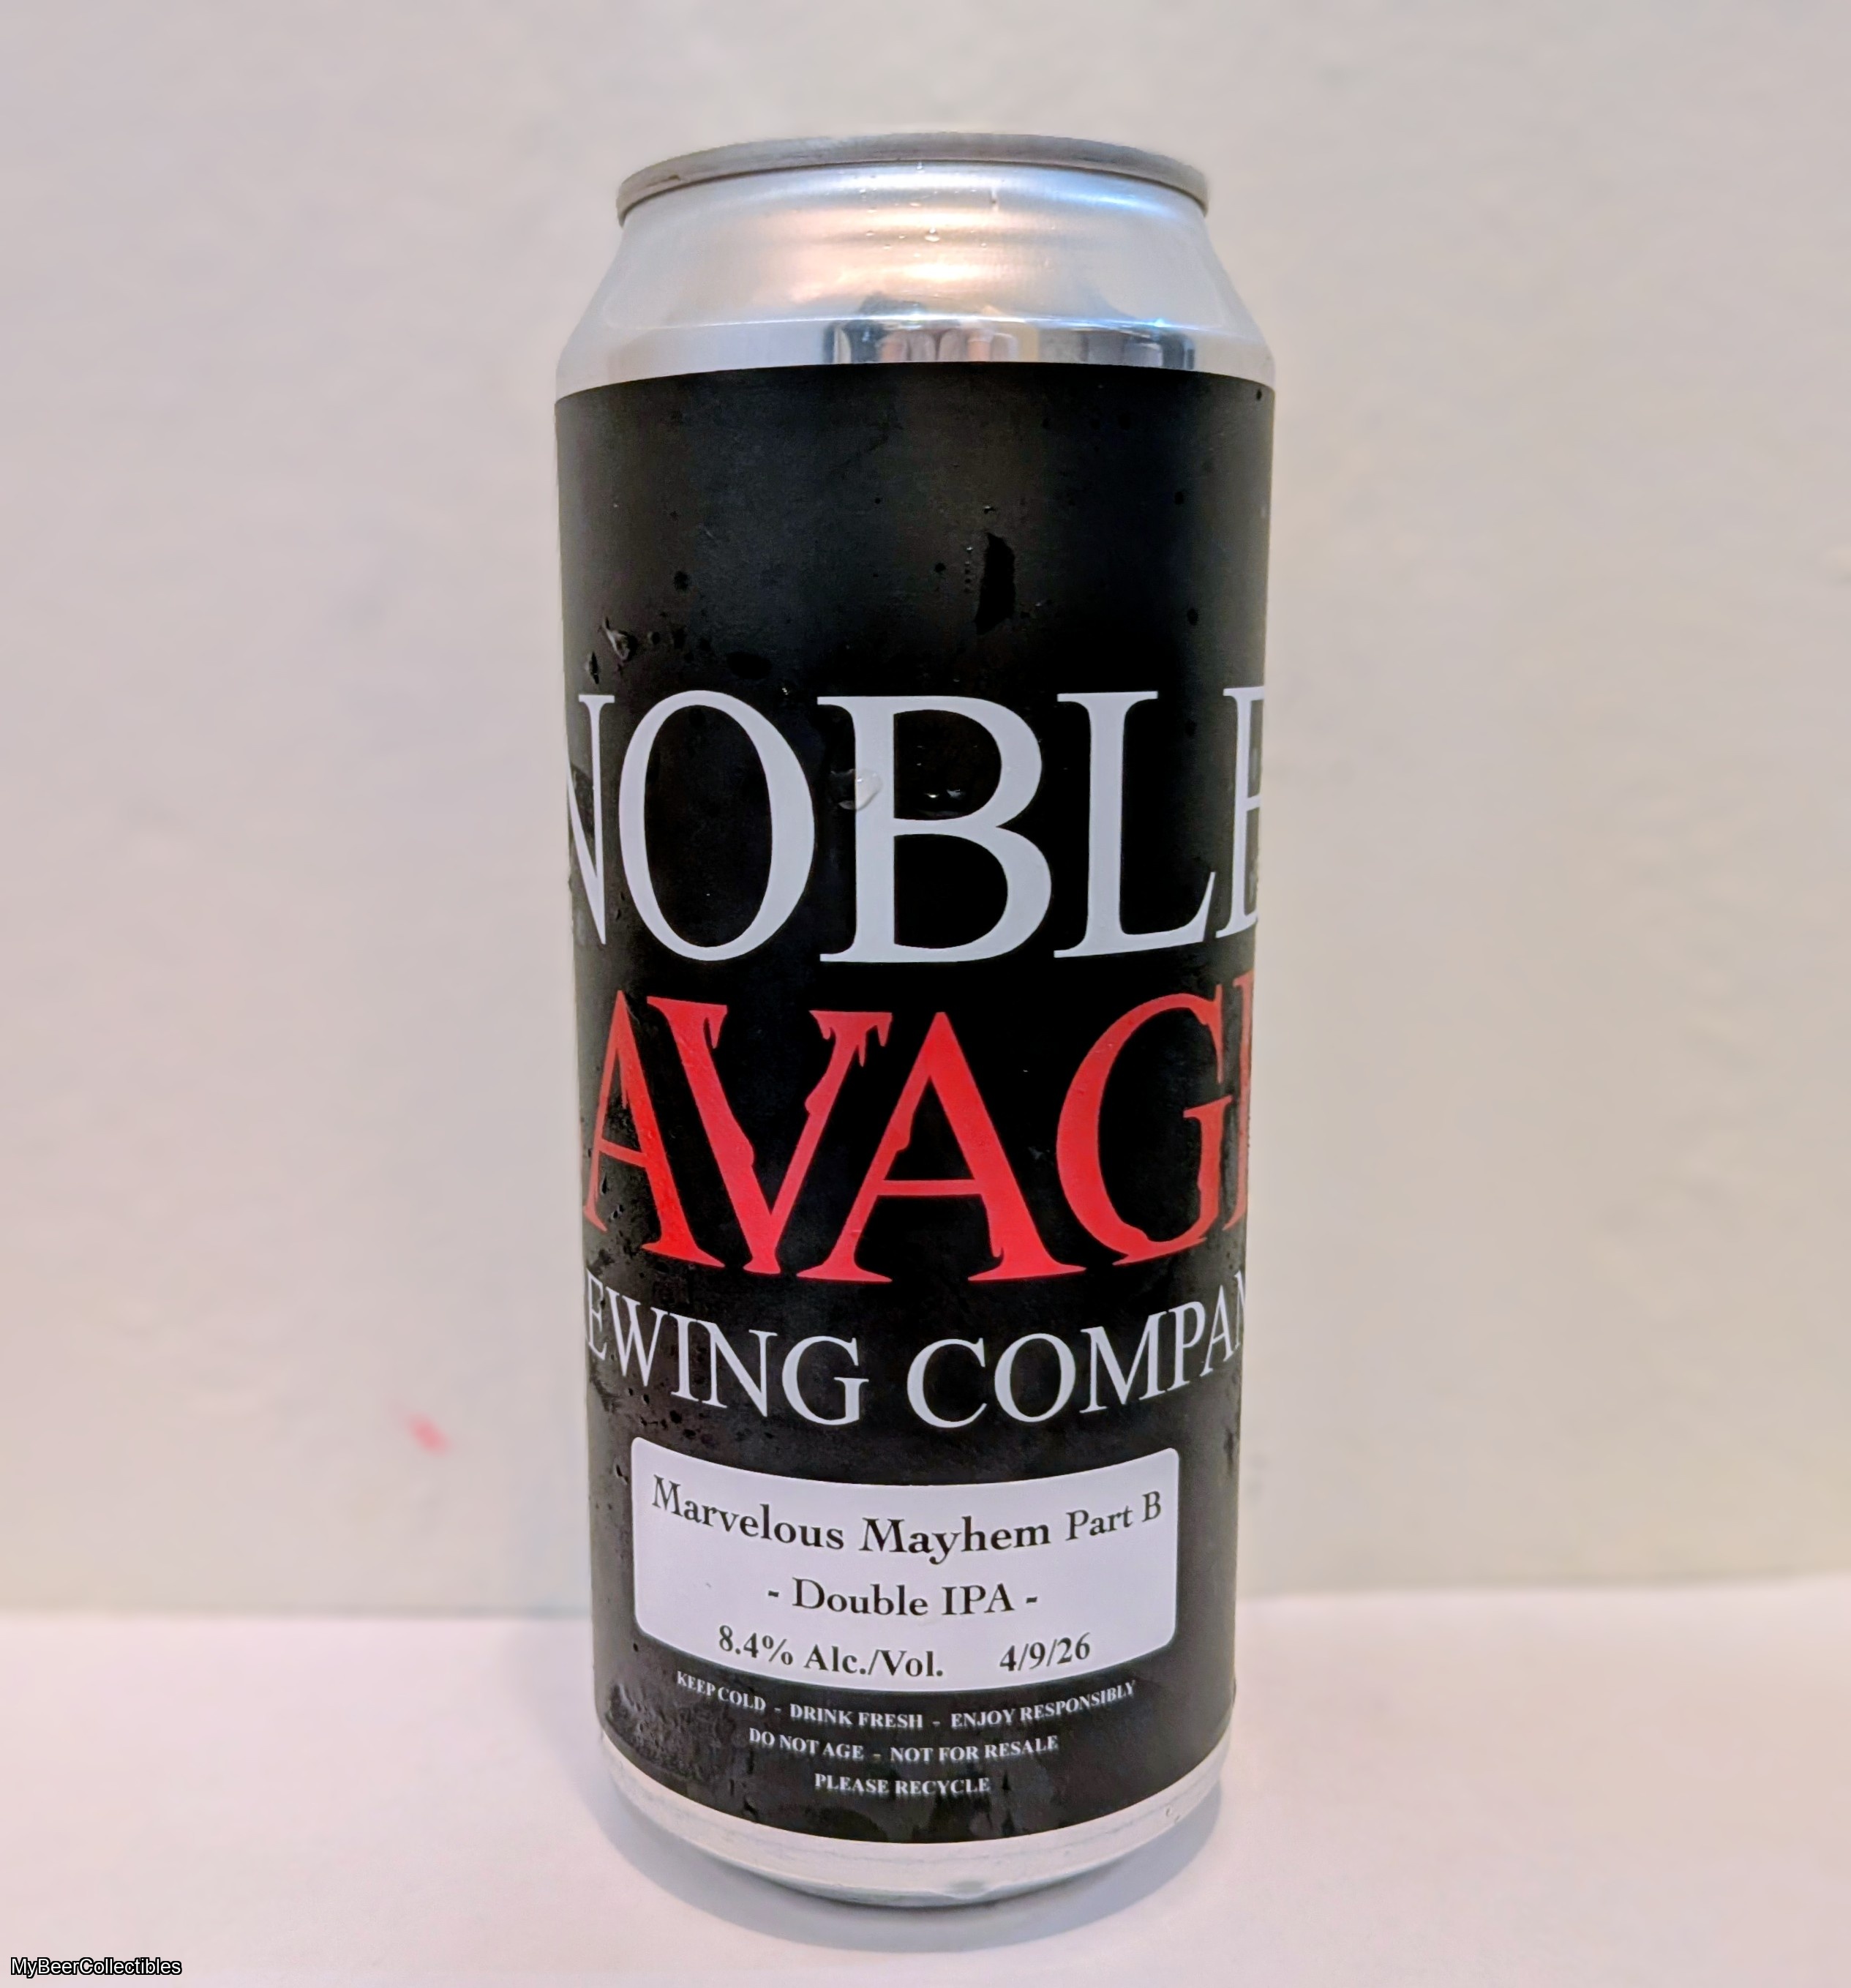 NOBLE
AVAGE
EWING COMPAN
Marvelous Mayhem Part B
- Double IPA -
8.4% Alc./Vol. 4/9/26
KEEP COLD - DRINK FRESH - ENJOY RESPONSIBLY
DO NOT AGE - NOT FOR RESALE
PLEASE RECYCLE
MyBeerCollectibles